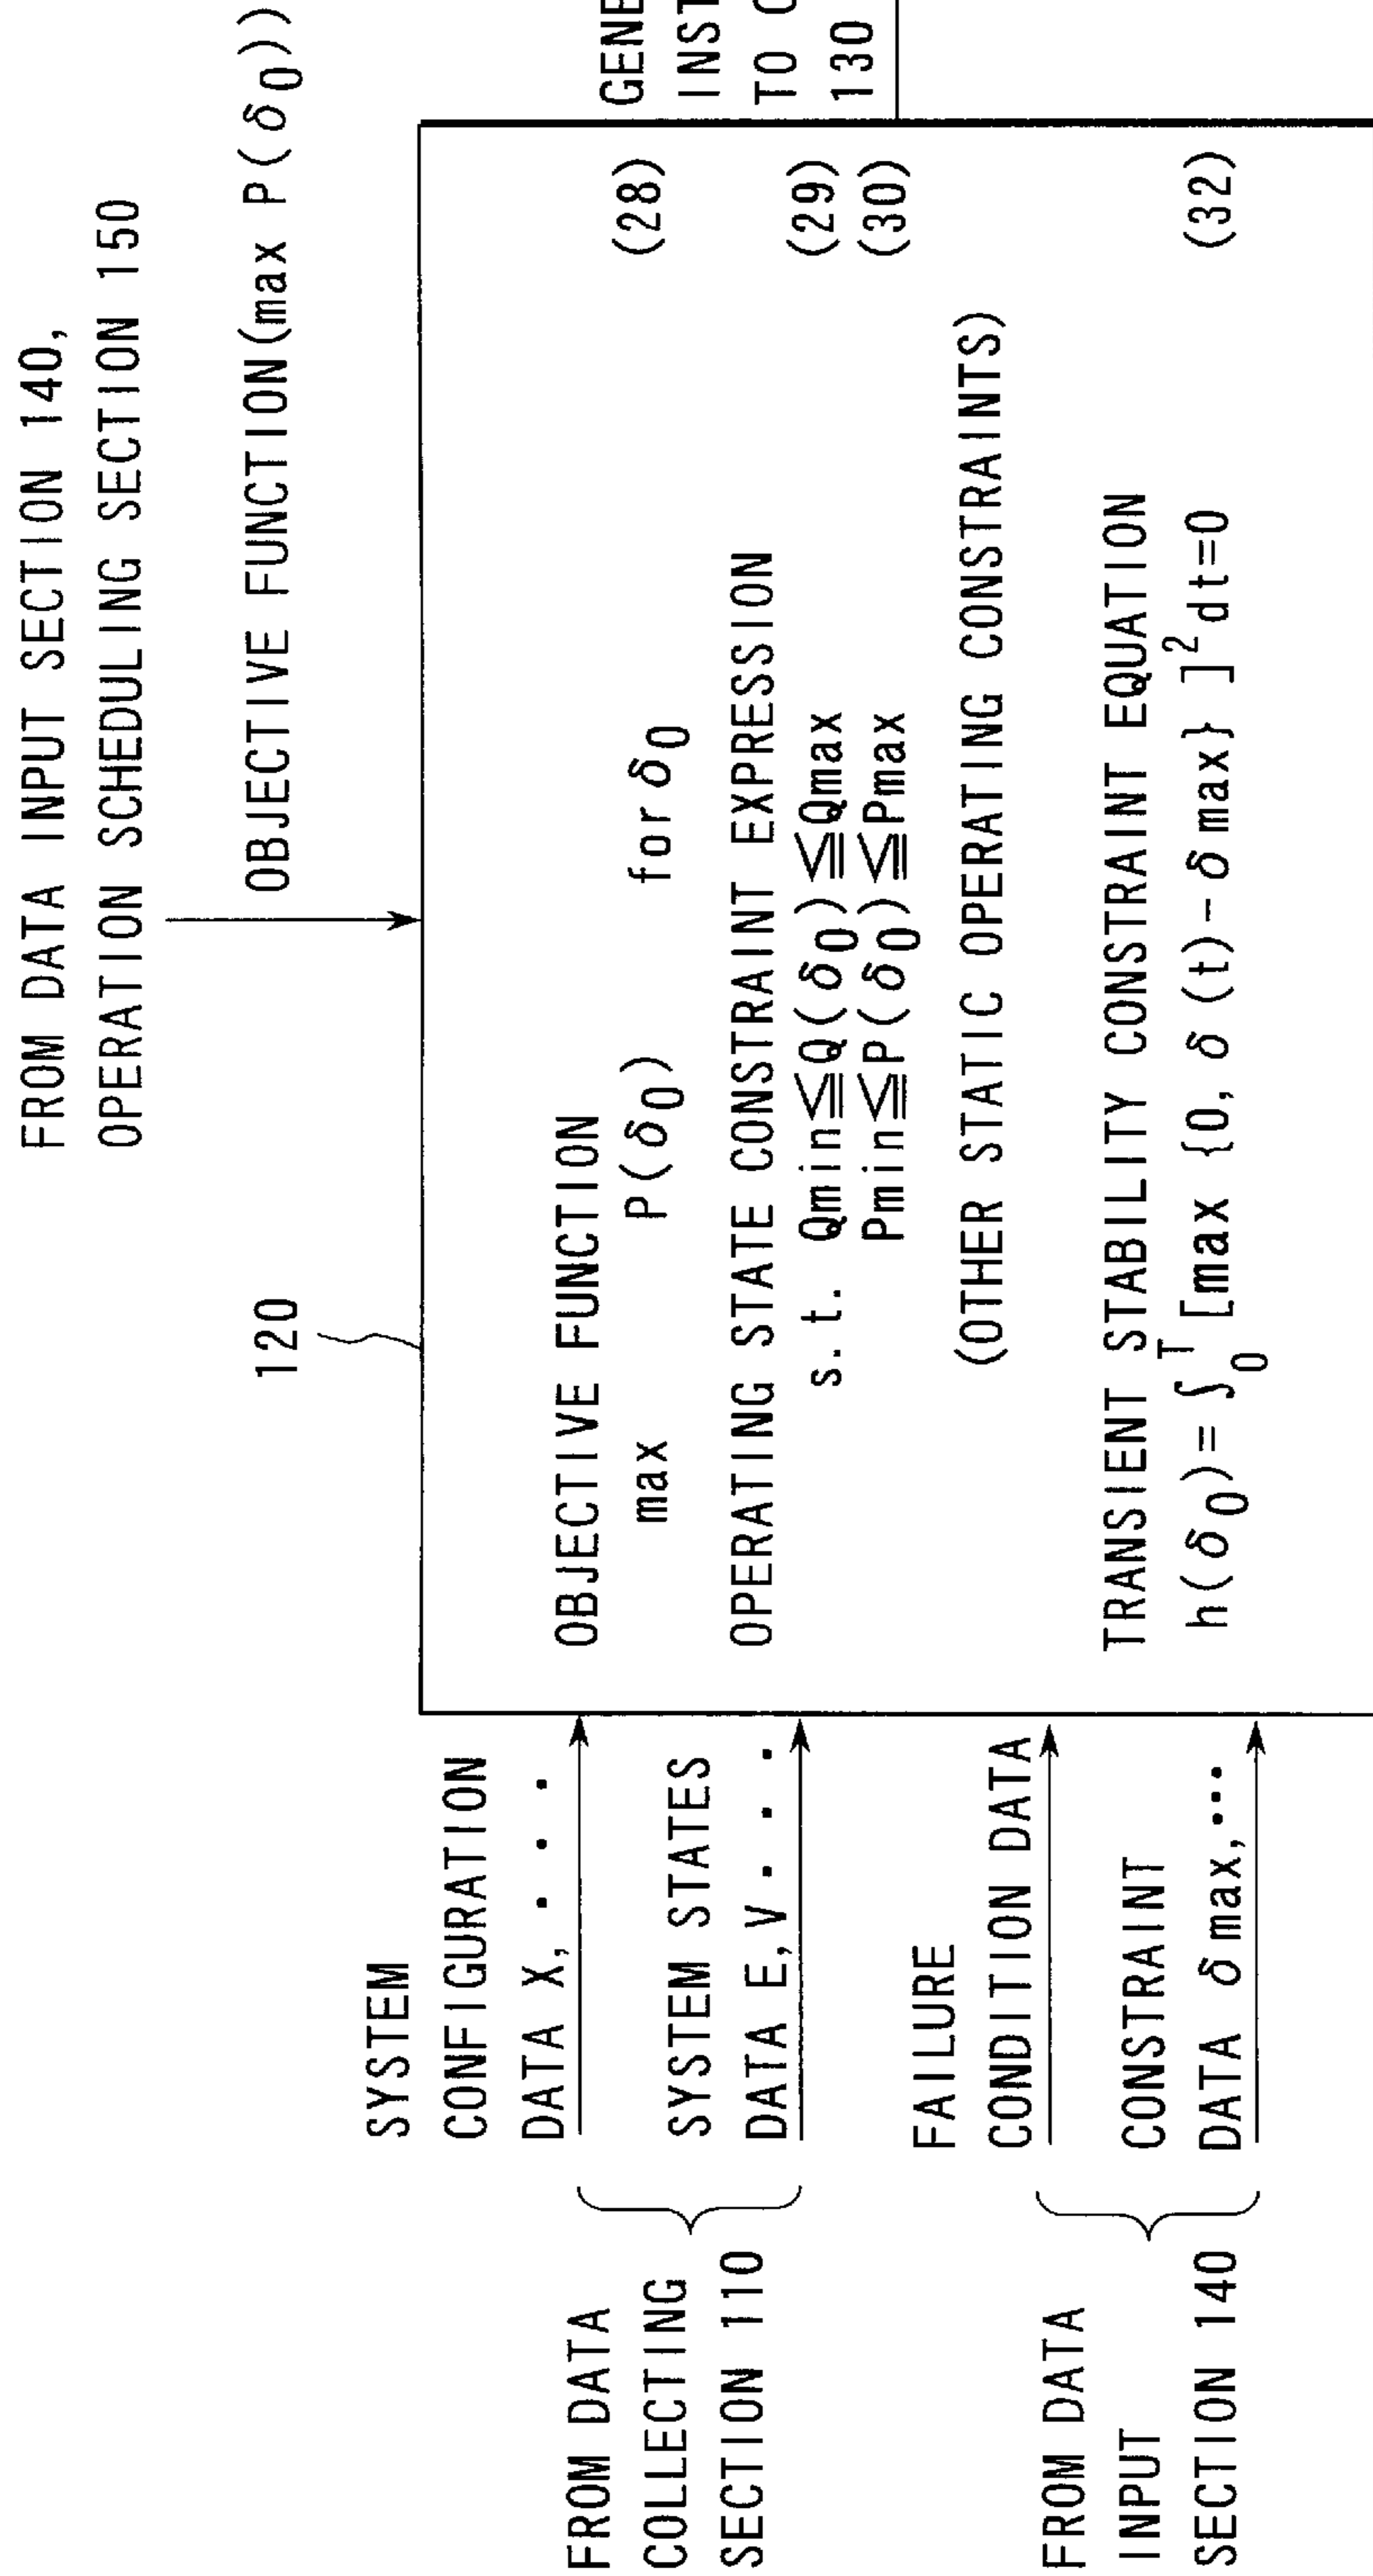 FROM DATA INPUT SECTION 140,
OPERATION SCHEDULING SECTION 150
OBJECTIVE FUNCTION(max P(δ0))
120
SYSTEM
CONFIGURATION
DATA X, . . .
SYSTEM STATES
DATA E,V . . .
FROM DATA
COLLECTING
SECTION 110
FAILURE
CONDITION DATA
CONSTRAINT
DATA δmax,...
FROM DATA
INPUT
SECTION 140
OBJECTIVE FUNCTION
max P(δ0) for δ0 (28)
OPERATING STATE CONSTRAINT EXPRESSION
s. t. Qmin≦Q(δ0)≦Qmax (29)
Pmin≦P(δ0)≦Pmax (30)
(OTHER STATIC OPERATING CONSTRAINTS)
TRANSIENT STABILITY CONSTRAINT EQUATION
h(δ0)=∫0T [max {0, δ(t)-δmax} ]2dt=0 (32)
TO
130